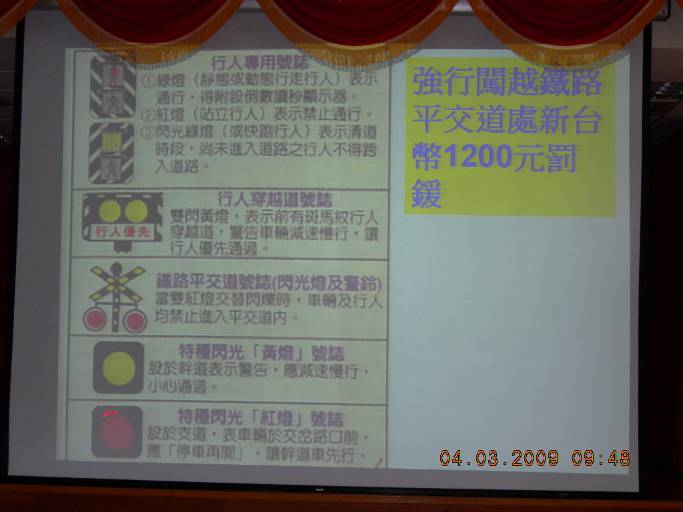 行人專用號誌
①綠燈（靜態或動態行走行人）表示
通行，得附設倒數讀秒顯示器。
②紅燈（站立行人）表示禁止通行。
③閃光綠燈（或快跑行人）表示清道
時段，尚未進入道路之行人不得跨
入道路。
88
行人穿越道號誌
雙閃黃燈，表示前有斑馬紋行人
穿越道，警告車輛減速慢行，讓
行人優先通過。
行人優先
鐵路平交道號誌(閃光燈及警鈴)
當雙紅燈交替閃爍時，車輛及行人
均禁止進入平交道內。
特種閃光「黃燈」號誌
設於幹道表示警告，應減速慢行，
小心通過。
特種閃光「紅燈」號誌
設於支道，表車輛於交岔路口前，
應「停車再開」，讓幹道車先行。
強行闖越鐵路
平交道處新台
幣1200元罰
鍰
04.03.2009 09:48